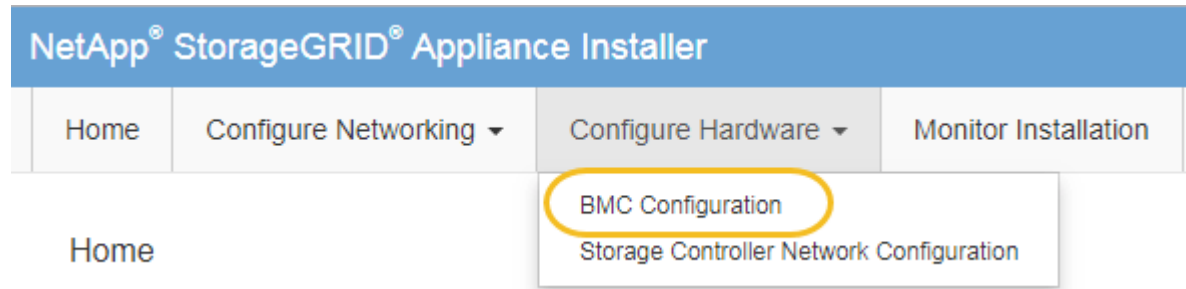 NetApp® StorageGRID® Appliance Installer
Home Configure Networking Configure Hardware Monitor Installation
BMC Configuration
Home
Storage Controller Network Configuration